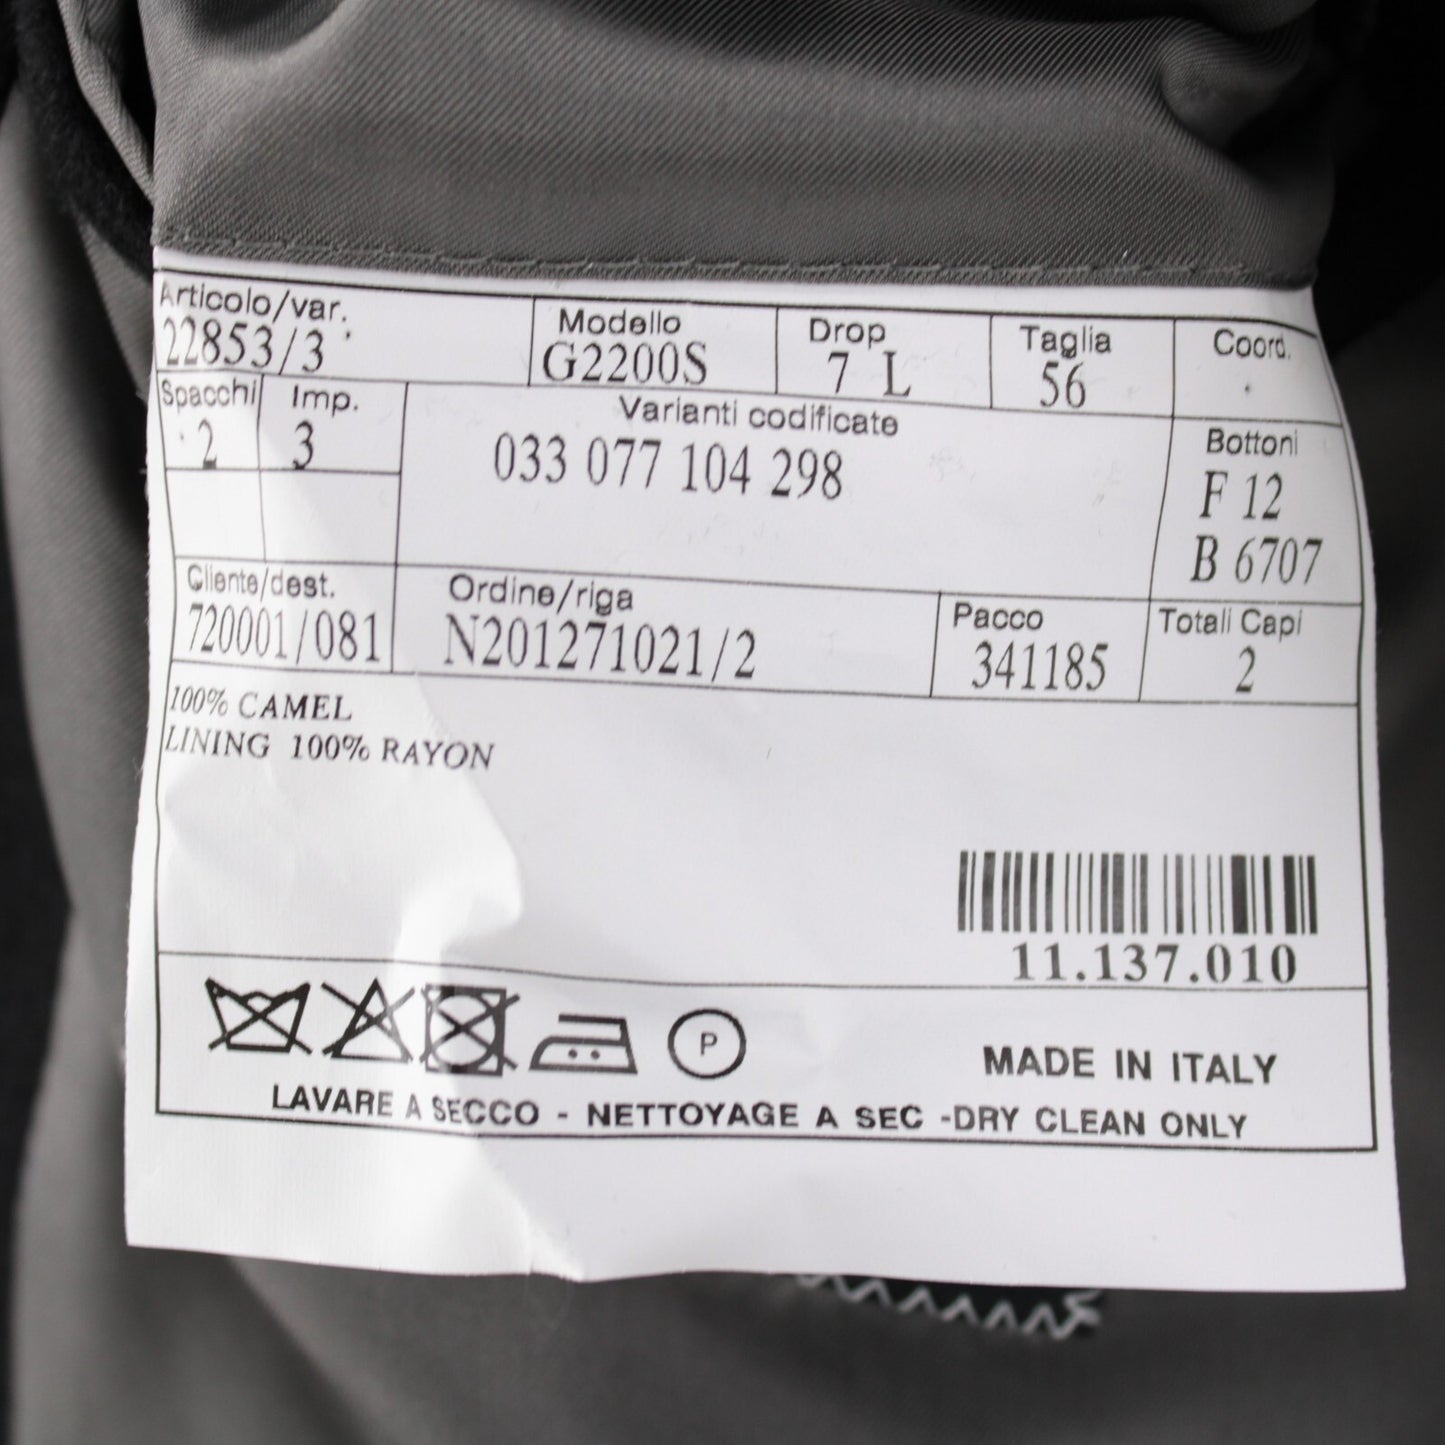 Articolo/var. Modello Drop Taglia Coord.
22853/3 G2200S 7 L 56
Spacchi Imp. Varianti codificate Bottoni
2 3 033 077 104 298 F 12
B 6707
Cliente/dest. Ordine/riga Pacco Totali Capi
720001/081 N201271021/2 341185 2
100% CAMEL
LINING 100% RAYON
11.137.010
P MADE IN ITALY
LAVARE A SECCO - NETTOYAGE A SEC -DRY CLEAN ONLY